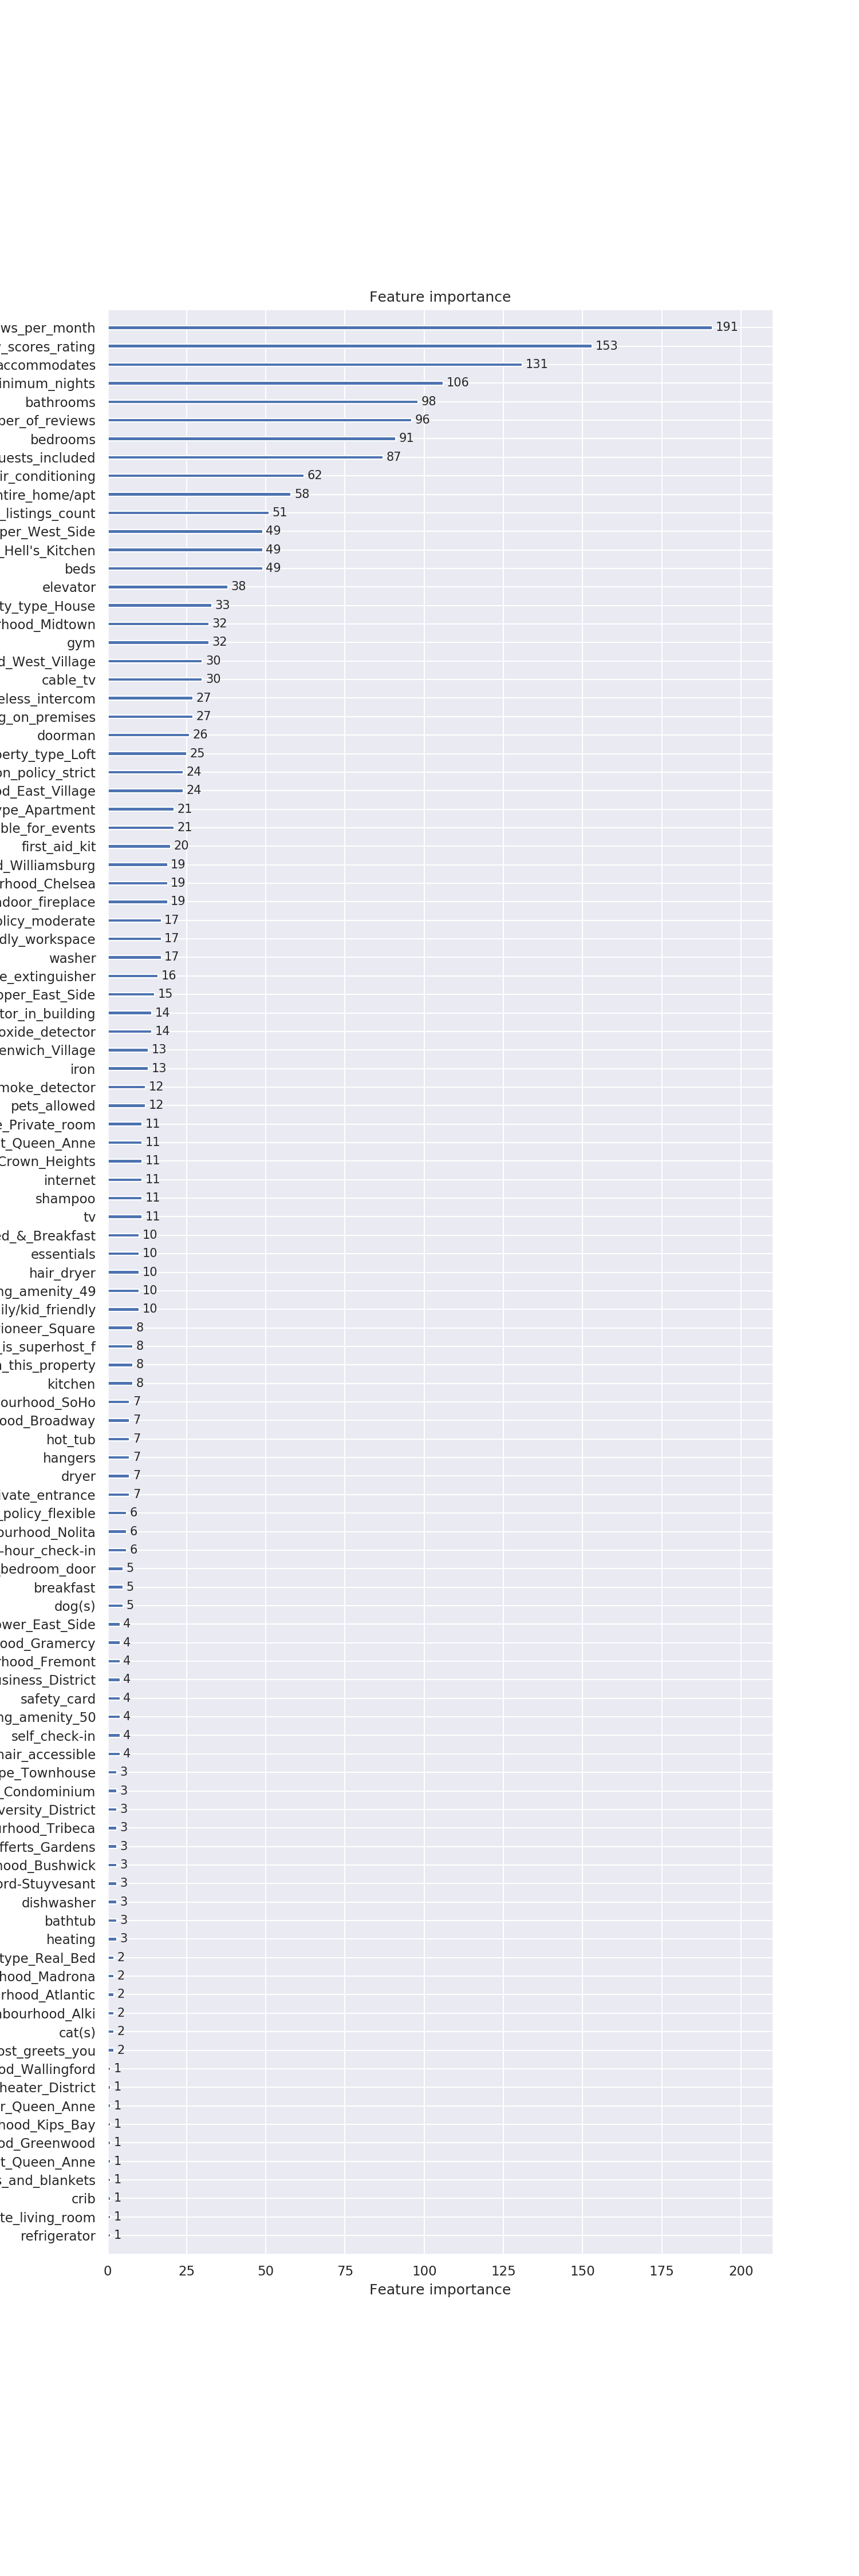 Feature importance
ws_per_month 191
_scores_rating 153
accommodates 131
inimum_nights 106
bathrooms 98
ber_of_reviews 96
bedrooms 91
uests_included 87
ir_conditioning 62
ntire_home/apt 58
_listings_count 51
per_West_Side 49
_Hell's_Kitchen 49
beds 49
elevator 38
ty_type_House 33
rhood_Midtown 32
gym 32
d_West_Village 30
cable_tv 30
eless_intercom 27
g_on_premises 27
doorman 26
perty_type_Loft 25
on_policy_strict 24
od_East_Village 24
ype_Apartment 21
ble_for_events 21
first_aid_kit 20
d_Williamsburg 19
rhood_Chelsea 19
ndoor_fireplace 19
olicy_moderate 17
dly_workspace 17
washer 17
e_extinguisher 16
pper_East_Side 15
tor_in_building 14
oxide_detector 14
enwich_Village 13
iron 13
moke_detector 12
pets_allowed 12
e_Private_room 11
t_Queen_Anne 11
Crown_Heights 11
internet 11
shampoo 11
tv 11
ed_&_Breakfast 10
essentials 10
hair_dryer 10
ng_amenity_49 10
ily/kid_friendly 10
ioneer_Square 8
_is_superhost_f 8
n_this_property 8
kitchen 8
ourhood_SoHo 7
ood_Broadway 7
hot_tub 7
hangers 7
dryer 7
ivate_entrance 7
_policy_flexible 6
ourhood_Nolita 6
-hour_check-in 6
_bedroom_door 5
breakfast 5
dog(s) 5
ower_East_Side 4
ood_Gramercy 4
rhood_Fremont 4
usiness_District 4
safety_card 4
ng_amenity_50 4
self_check-in 4
hair_accessible 4
pe_Townhouse 3
_Condominium 3
versity_District 3
urhood_Tribeca 3
fferts_Gardens 3
hood_Bushwick 3
ord-Stuyvesant 3
dishwasher 3
bathtub 3
heating 3
type_Real_Bed 2
hood_Madrona 2
rhood_Atlantic 2
hbourhood_Alki 2
cat(s) 2
ost_greets_you 2
od_Wallingford 1
heater_District 1
r_Queen_Anne 1
hood_Kips_Bay 1
od_Greenwood 1
t_Queen_Anne 1
s_and_blankets 1
crib 1
te_living_room 1
refrigerator 1
0 25 50 75 100 125 150 175 200
Feature importance